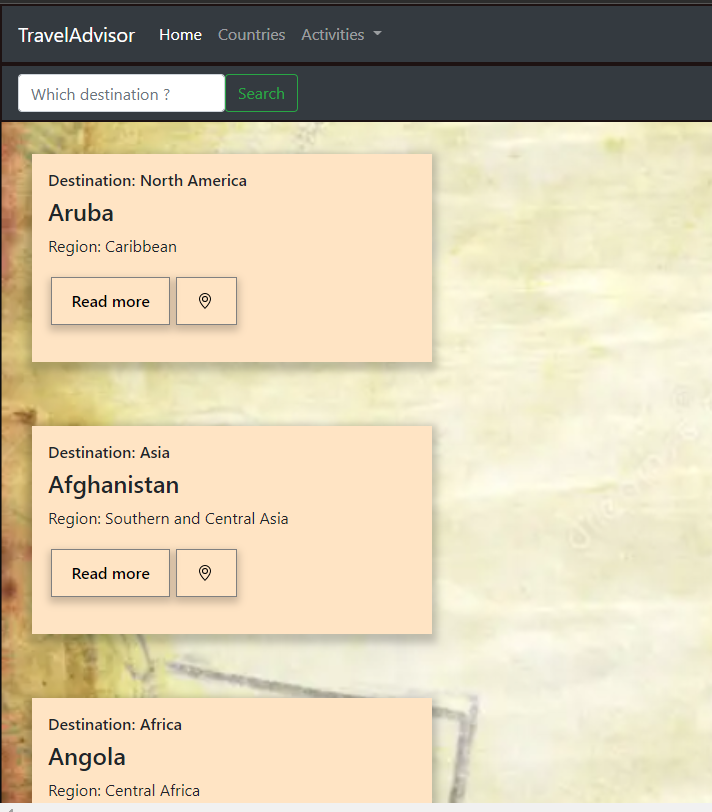 TravelAdvisor Home Countries Activities
Which destination ? Search
Destination: North America
Aruba
Region: Caribbean
Read more
Destination: Asia
Afghanistan
Region: Southern and Central Asia
Read more
Destination: Africa
Angola
Region: Central Africa